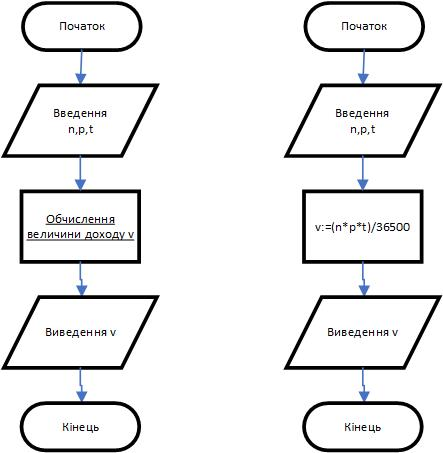 Початок
Введення
n,p,t
Обчислення
величини доходу v
Виведення v
Кінець
Початок
Введення
n,p,t
v:=(n*p*t)/36500
Виведення v
Кінець